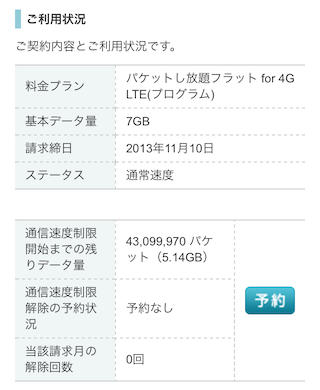 ご利用状況
ご契約内容とご利用状況です。
料金プラン
パケットし放題フラット for 4G
LTE(プログラム)
基本データ量
7GB
請求締日
2013年11月10日
ステータス
通常速度
通信速度制限
開始までの残
りデータ量
43,099,970 パケ
ット（5.14GB）
通信速度制限
解除の予約状
況
予約なし
予約
当該請求月の
解除回数
0回